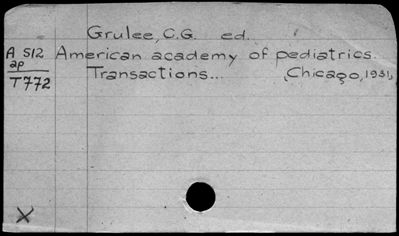 Grulee, C.G. ed.
A 512 American academy of pediatrics.
ap
T772 Transactions... (Chicago, 1931,
X